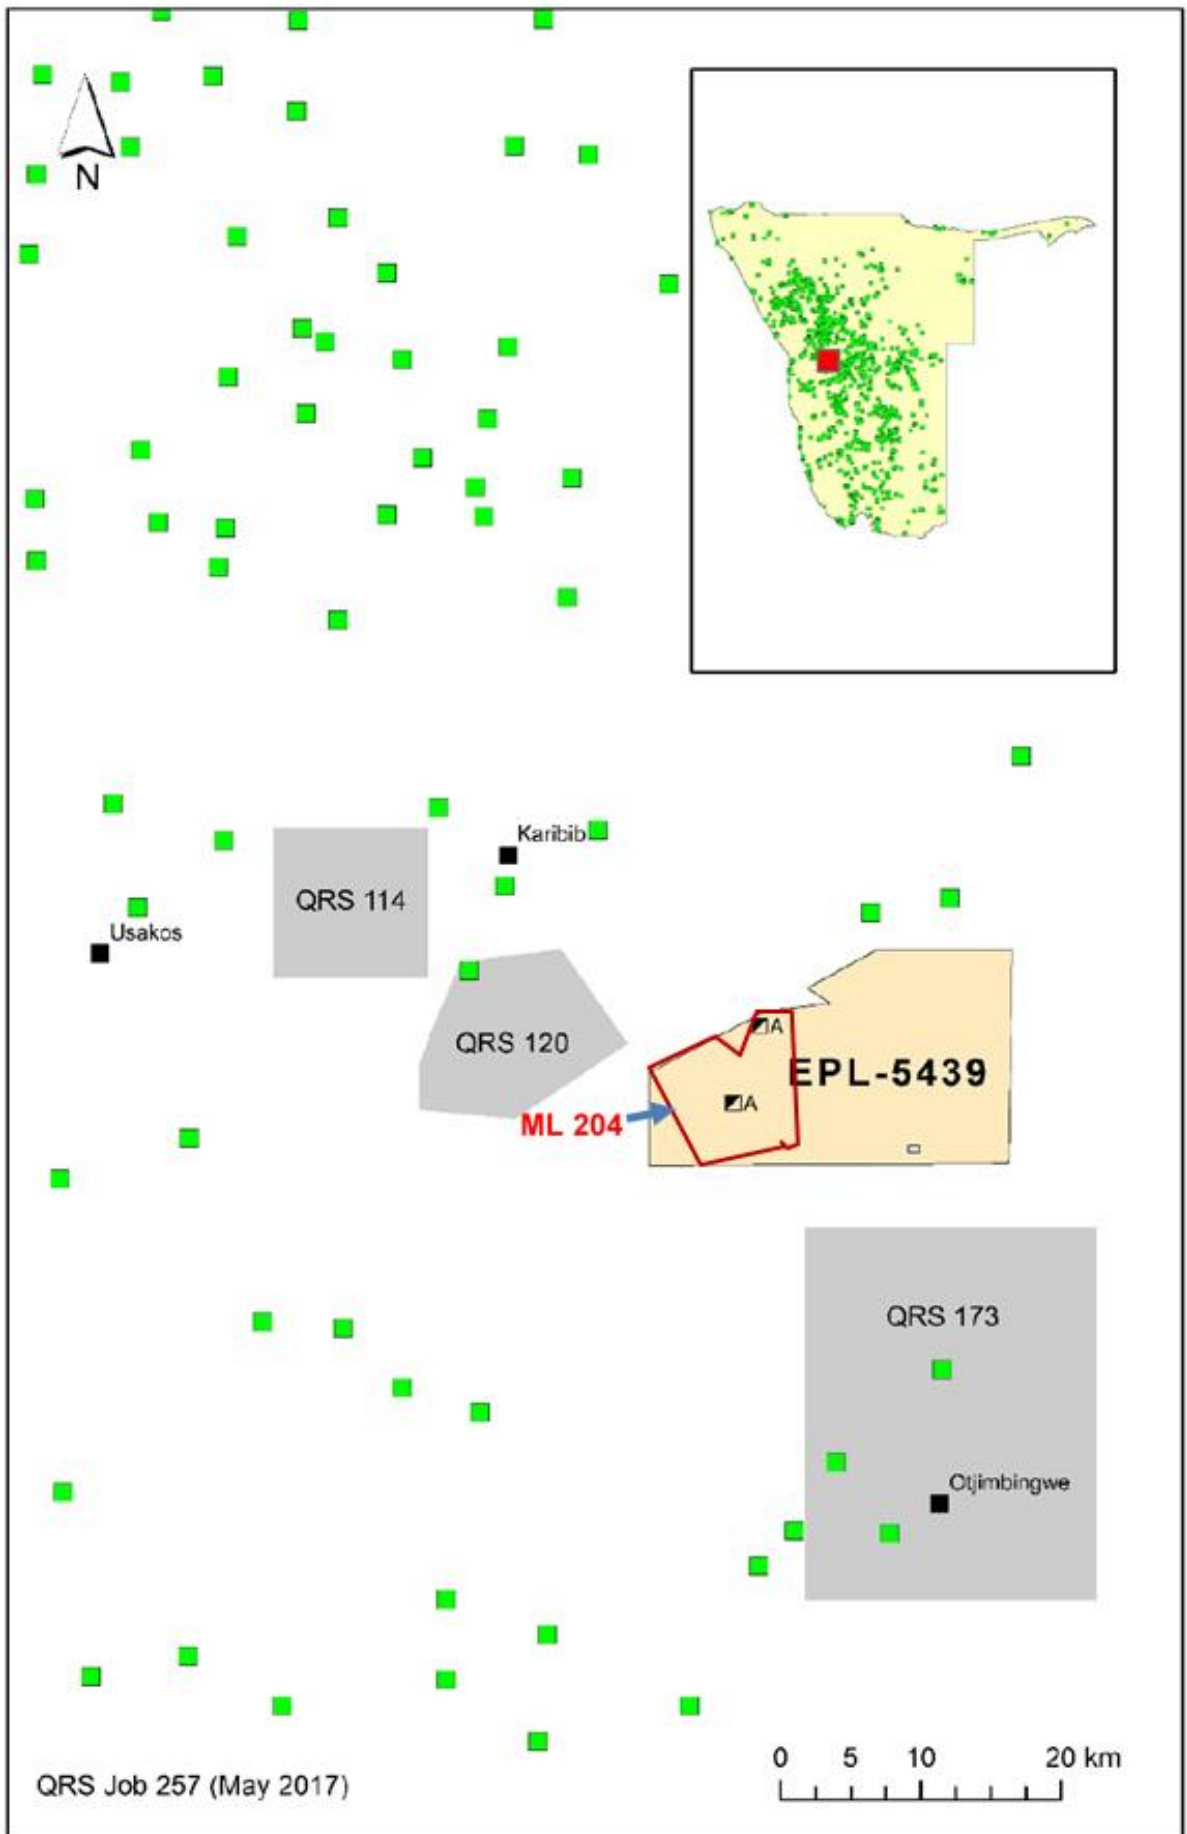 N
Karibib
QRS 114
Usakos
QRS 120
A
EPL-5439
A
ML 204
QRS 173
Otjimbingwe
0 5 10 20 km
QRS Job 257 (May 2017)